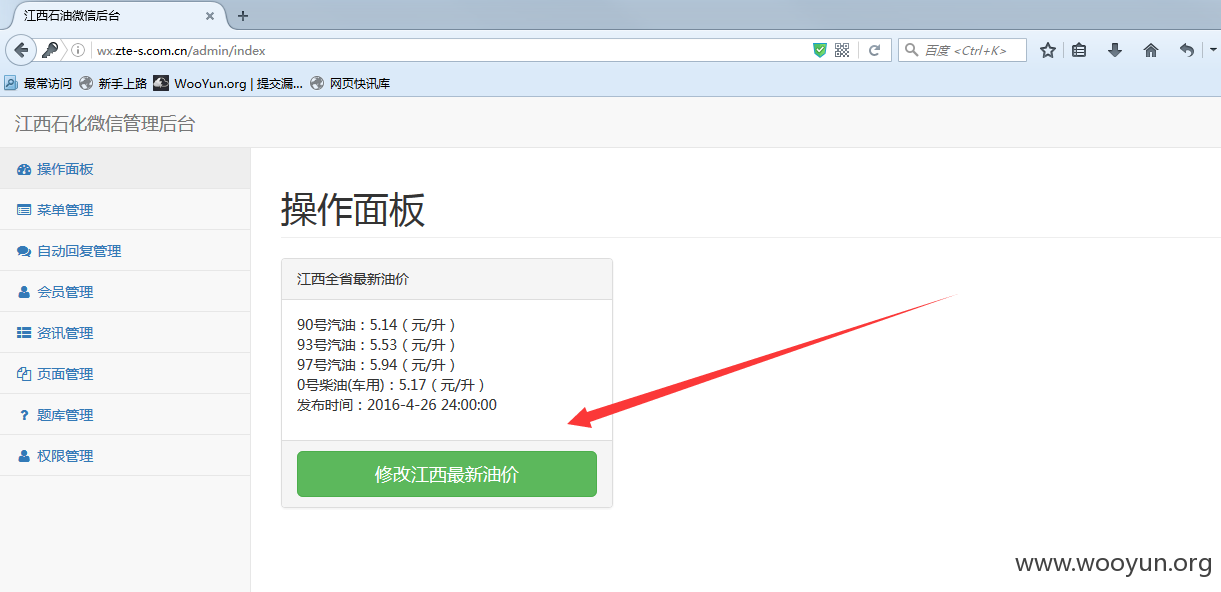 江西石油微信后台
wx.zte-s.com.cn/admin/index
百度 <Ctrl+K>
最常访问 新手上路 WooYun.org | 提交漏... 网页快讯库
江西石化微信管理后台
操作面板
菜单管理
自动回复管理
会员管理
资讯管理
页面管理
题库管理
权限管理
操作面板
江西全省最新油价
90号汽油：5.14（元/升）
93号汽油：5.53（元/升）
97号汽油：5.94（元/升）
0号柴油(车用)：5.17（元/升）
发布时间：2016-4-26 24:00:00
修改江西最新油价
www.wooyun.org